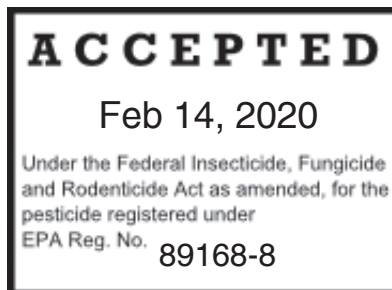 ACCEPTED
Feb 14, 2020
Under the Federal Insecticide, Fungicide
and Rodenticide Act as amended, for the
pesticide registered under
EPA Reg. No. 89168-8